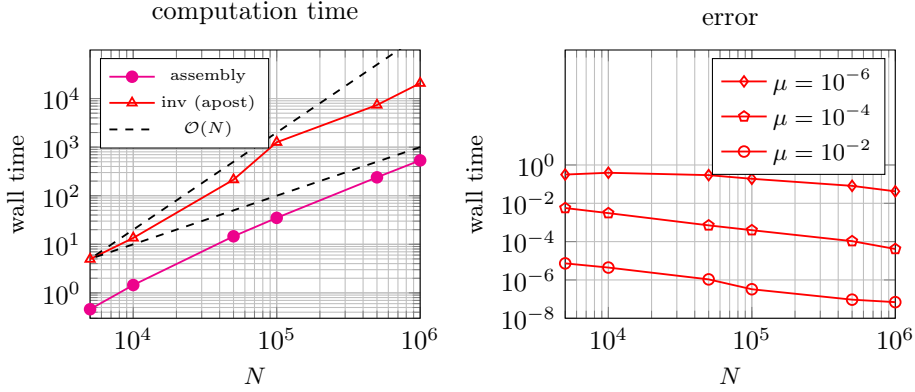 computation time
assembly
inv (apost)
𝒪(N)
wall time
10^4
10^3
10^2
10^1
10^0
10^4
10^5
10^6
N
error
μ = 10^−6
μ = 10^−4
μ = 10^−2
wall time
10^0
10^−2
10^−4
10^−6
10^−8
10^4
10^5
10^6
N